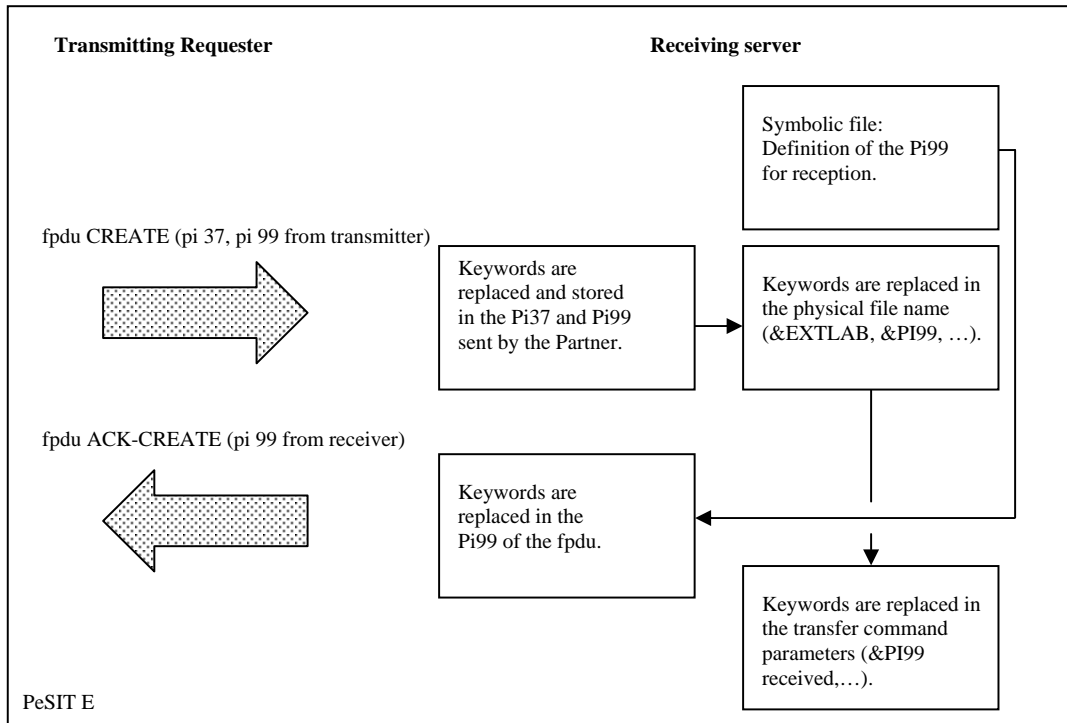 Transmitting Requester
Receiving server
Symbolic file:
Definition of the Pi99
for reception.
fpdu CREATE (pi 37, pi 99 from transmitter)
Keywords are
replaced and stored
in the Pi37 and Pi99
sent by the Partner.
Keywords are replaced in
the physical file name
(&EXTLAB, &PI99, …).
fpdu ACK-CREATE (pi 99 from receiver)
Keywords are
replaced in the
Pi99 of the fpdu.
Keywords are replaced in
the transfer command
parameters (&PI99
received,…).
PeSIT E